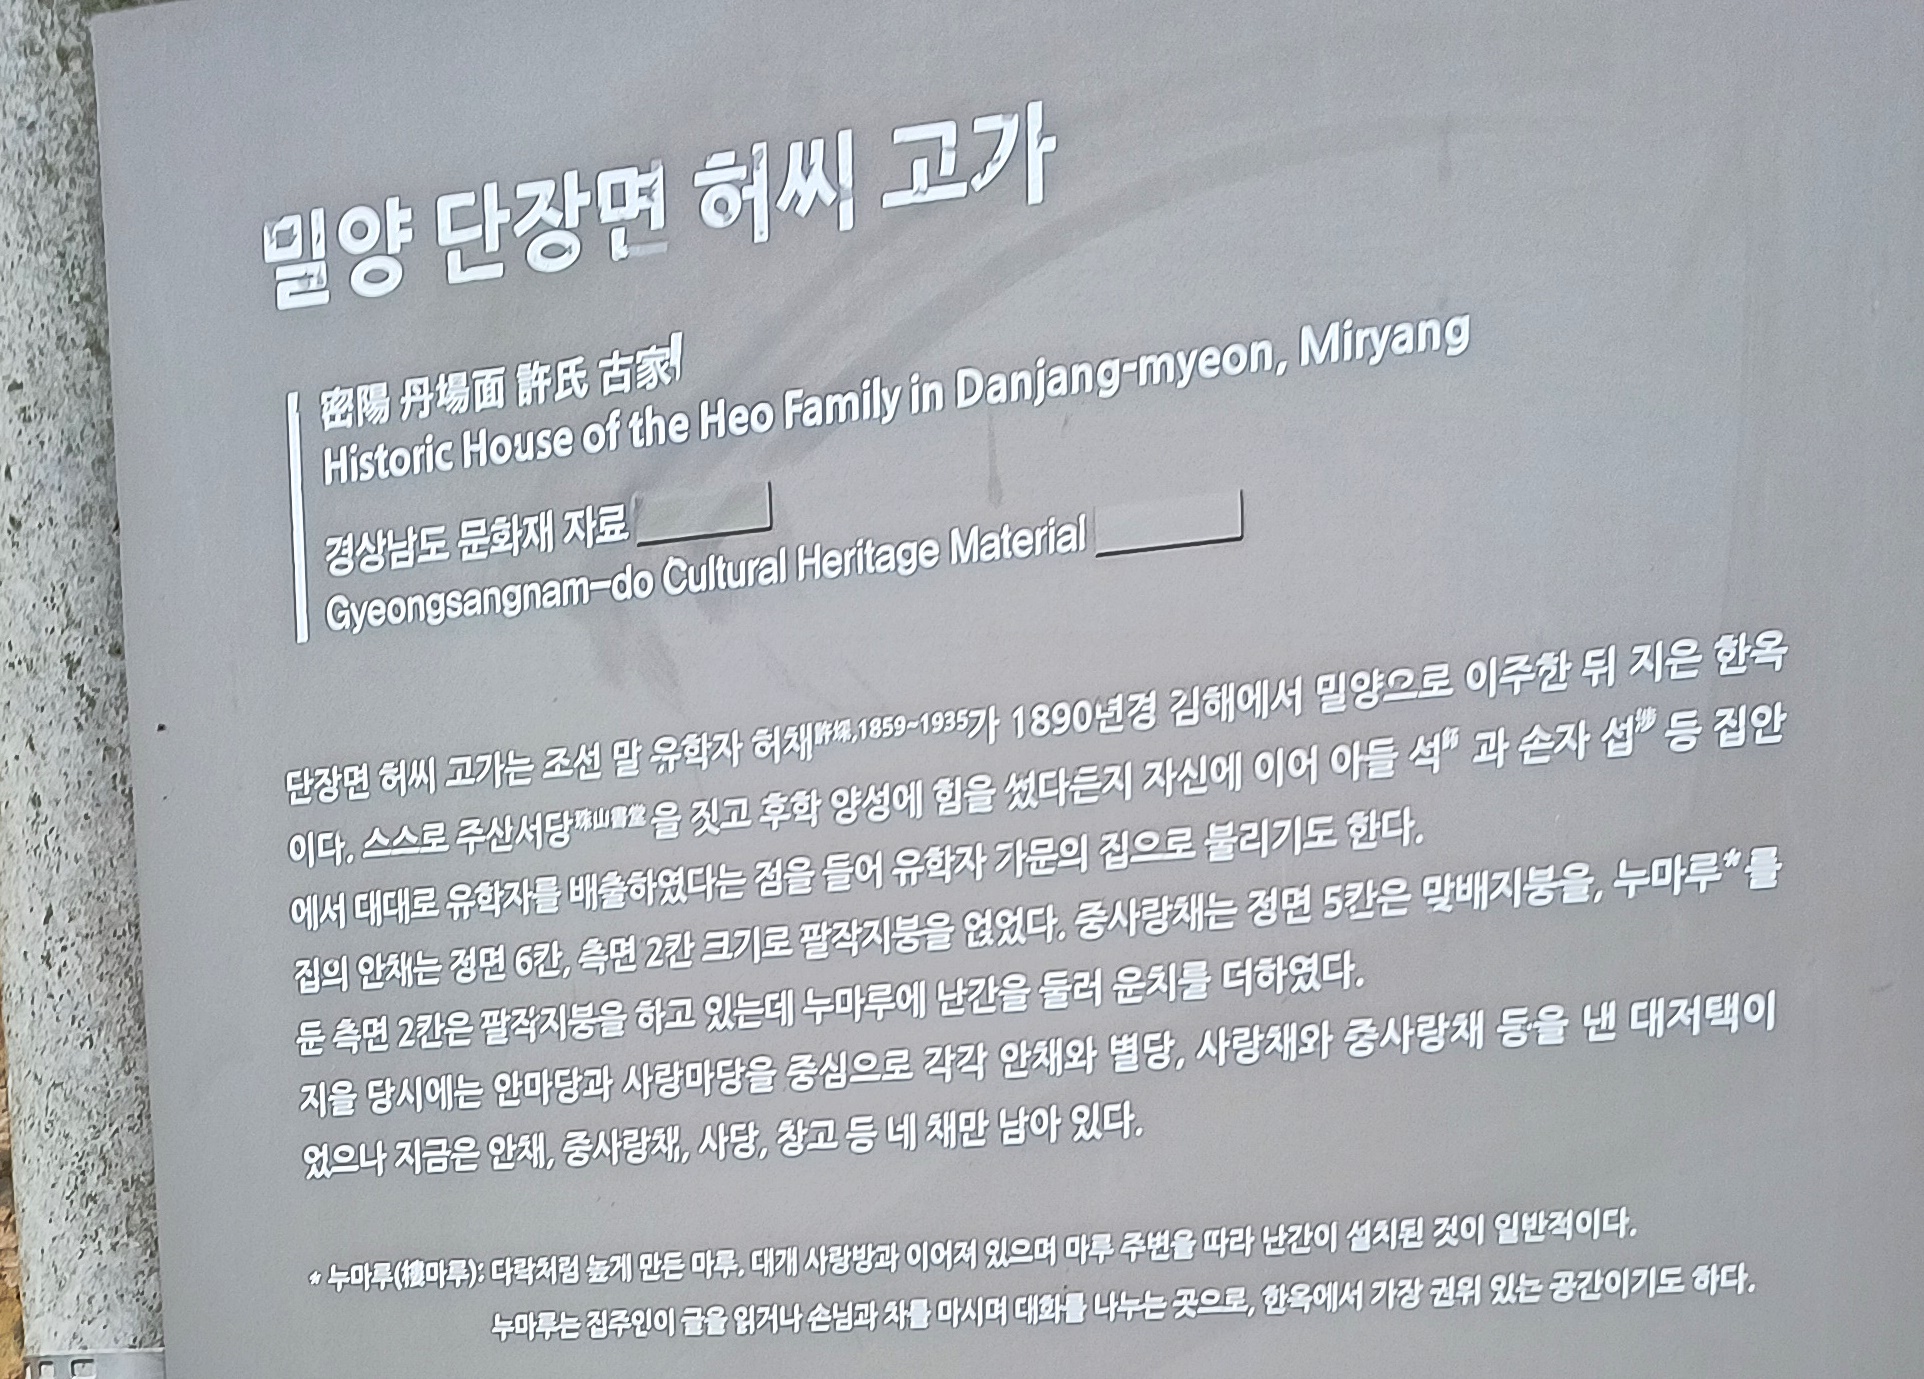 밀양 단장면 허씨 고가
密陽 丹場面 許氏 古家
Historic House of the Heo Family in Danjang-myeon, Miryang
경상남도 문화재 자료
Gyeongsangnam-do Cultural Heritage Material
단장면 허씨 고가는 조선 말 유학자 허채許埰,1859~1935가 1890년경 김해에서 밀양으로 이주한 뒤 지은 한옥
이다. 스스로 주산서당珠山書堂을 짓고 후학 양성에 힘을 썼다든지 자신에 이어 아들 석 과 손자 섭涉 등 집안
에서 대대로 유학자를 배출하였다는 점을 들어 유학자 가문의 집으로 불리기도 한다.
집의 안채는 정면 6칸, 측면 2칸 크기로 팔작지붕을 얹었다. 중사랑채는 정면 5칸은 맞배지붕을, 누마루*를
둔 측면 2칸은 팔작지붕을 하고 있는데 누마루에 난간을 둘러 운치를 더하였다.
지을 당시에는 안마당과 사랑마당을 중심으로 각각 안채와 별당, 사랑채와 중사랑채 등을 낸 대저택이
었으나 지금은 안채, 중사랑채, 사당, 창고 등 네 채만 남아 있다.
* 누마루(樓마루): 다락처럼 높게 만든 마루, 대개 사랑방과 이어져 있으며 마루 주변을 따라 난간이 설치된 것이 일반적이다.
누마루는 집주인이 글을 읽거나 손님과 차를 마시며 대화를 나누는 곳으로, 한옥에서 가장 권위 있는 공간이기도 하다.